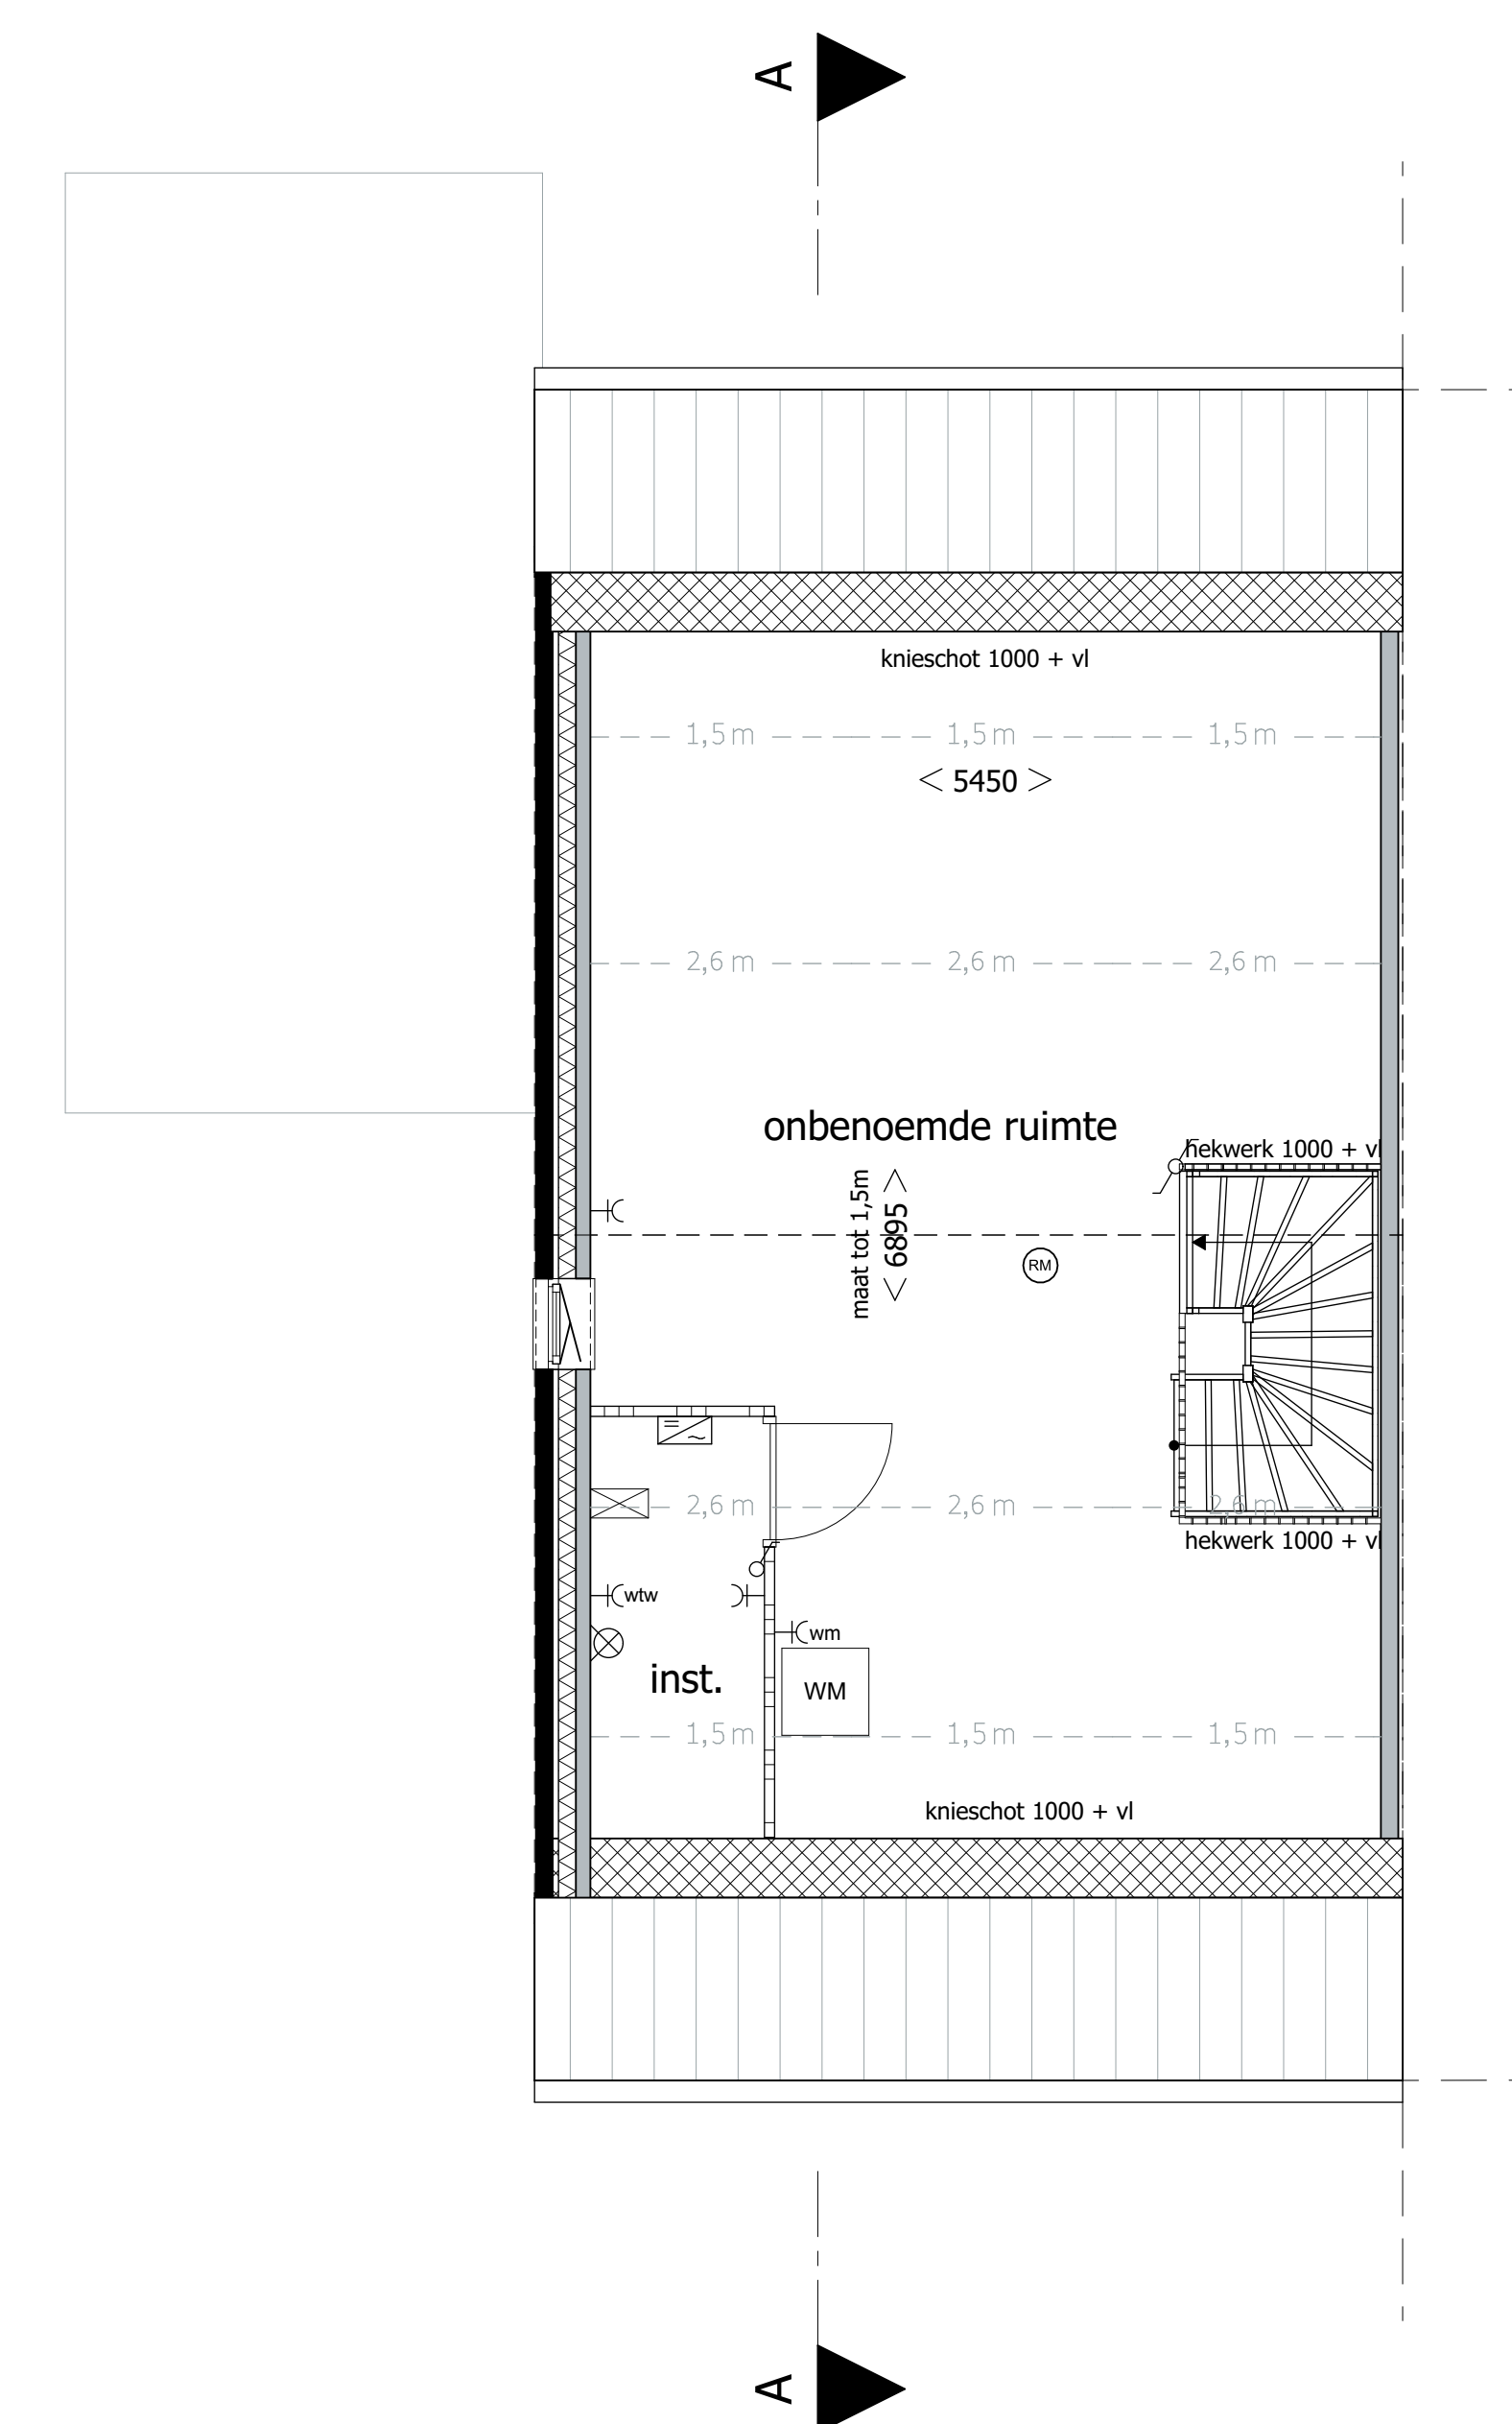 A
knieschot 1000 + vl
1,5 m 1,5 m 1,5 m
< 5450 >
2,6 m 2,6 m 2,6 m
onbenoemde ruimte
hekwerk 1000 + vl
maat tot 1,5m
< 6895 >
RM
2,6 m 2,6 m 2,6 m
hekwerk 1000 + vl
wtw
wm
inst.
WM
1,5 m 1,5 m 1,5 m
knieschot 1000 + vl
A